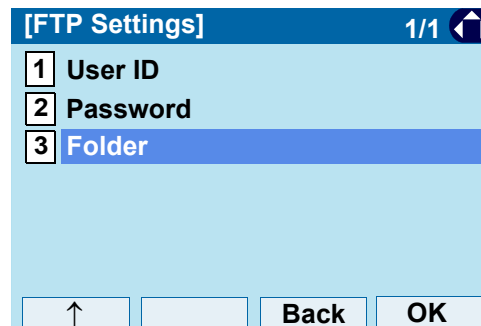 [FTP Settings] 1/1
1 User ID
2 Password
3 Folder
↑ Back OK